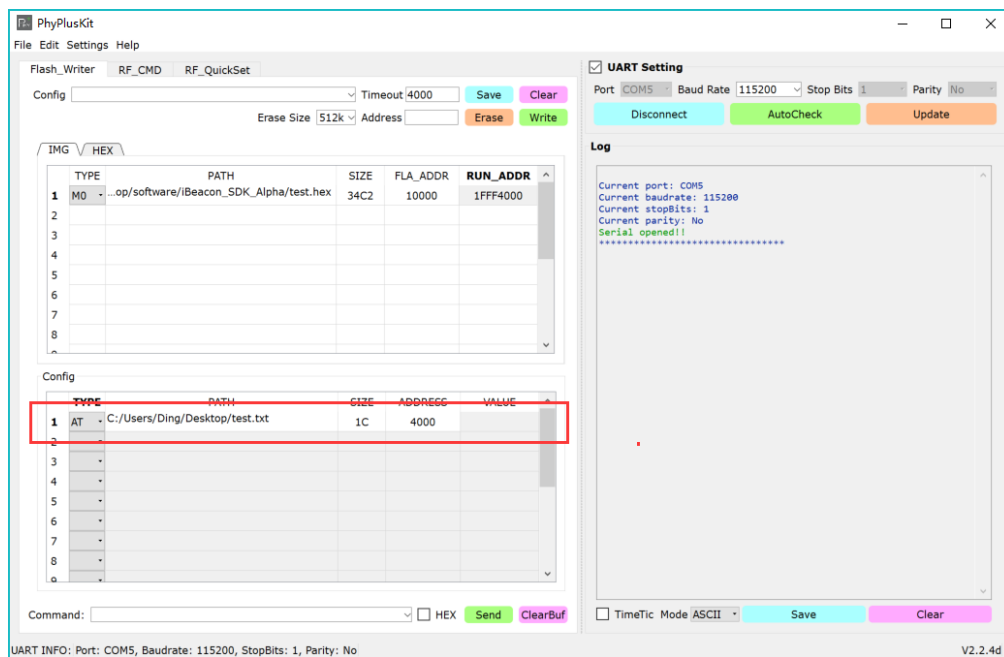 PhyPlusKit
File Edit Settings Help
Flash_Writer RF_CMD RF_QuickSet
Config Timeout 4000 Save Clear
Erase Size 512k Address Erase Write
IMG HEX
TYPE PATH SIZE FLA_ADDR RUN_ADDR
1 M0 ...op/software/iBeacon_SDK_Alpha/test.hex 34C2 10000 1FFF4000
2
3
4
5
6
7
8
9
Config
TYPE PATH SIZE ADDRESS VALUE
1 AT C:/Users/Ding/Desktop/test.txt 1C 4000
2
3
4
5
6
7
8
9
Command: HEX Send ClearBuf
UART Setting
Port COM5 Baud Rate 115200 Stop Bits 1 Parity No
Disconnect AutoCheck Update
Log
Current port: COM5
Current baudrate: 115200
Current stopBits: 1
Current parity: No
Serial opened!!
********************************
TimeTic Mode ASCII Save Clear
UART INFO: Port: COM5, Baudrate: 115200, StopBits: 1, Parity: No V2.2.4d